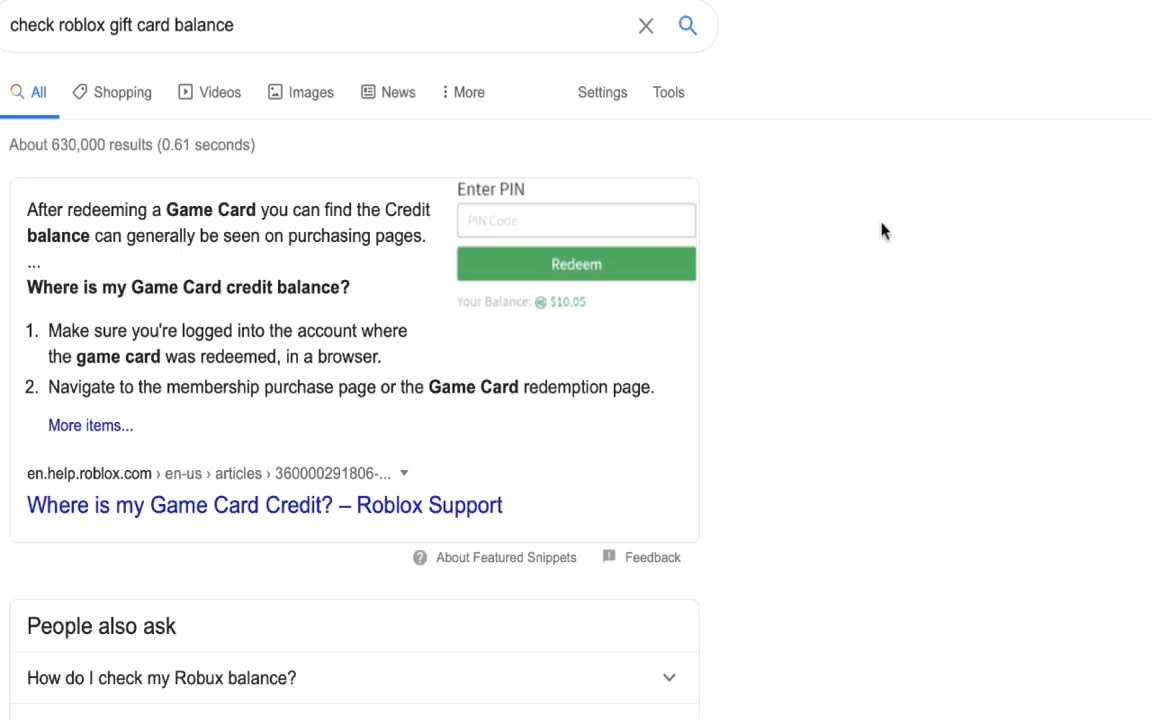 check roblox gift card balance
All Shopping Videos Images News More Settings Tools
About 630,000 results (0.61 seconds)
After redeeming a Game Card you can find the Credit
balance can generally be seen on purchasing pages.
...
Where is my Game Card credit balance?
Enter PIN
PIN Code
Redeem
Your Balance: $10.05
1. Make sure you're logged into the account where
the game card was redeemed, in a browser.
2. Navigate to the membership purchase page or the Game Card redemption page.
More items...
en.help.roblox.com › en-us › articles › 360000291806-...
Where is my Game Card Credit? – Roblox Support
About Featured Snippets Feedback
People also ask
How do I check my Robux balance?